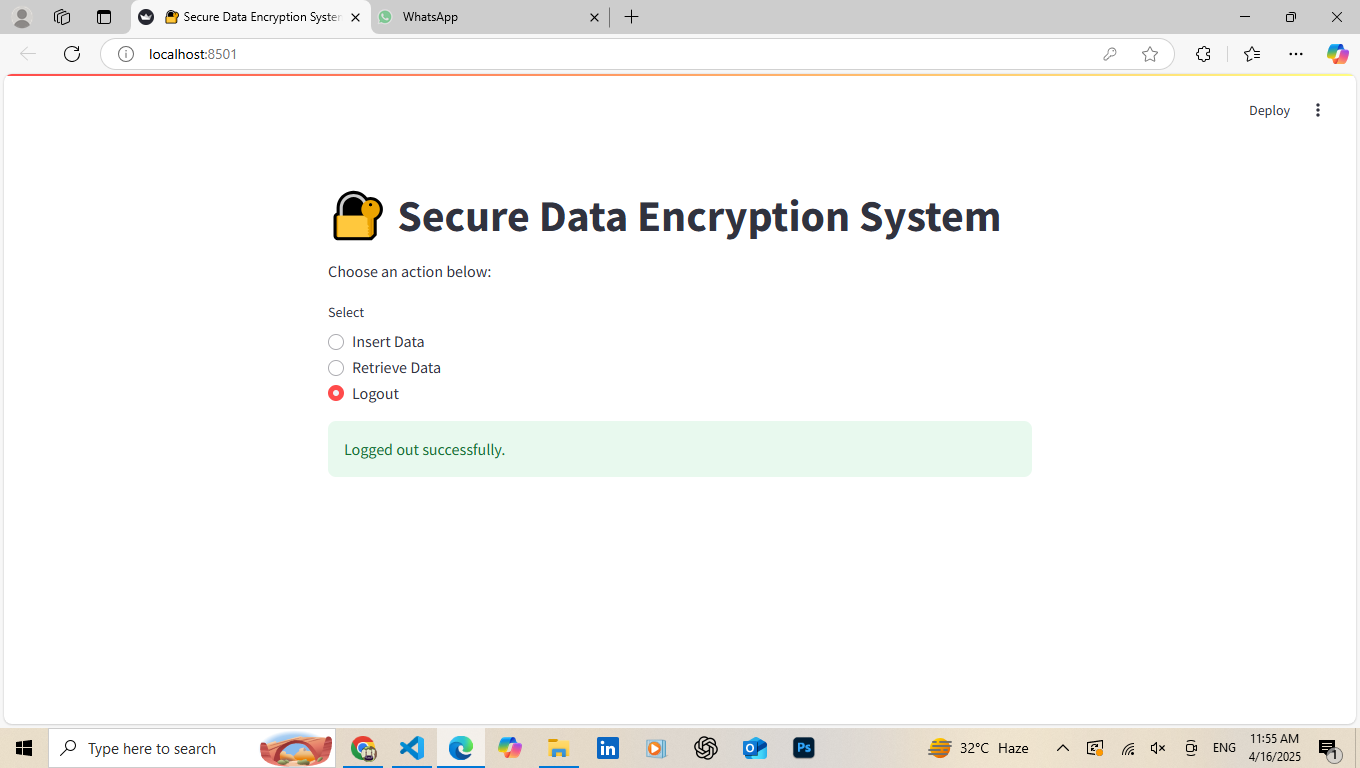 Secure Data Encryption System
WhatsApp
localhost:8501
Deploy
Secure Data Encryption System
Choose an action below:
Select
Insert Data
Retrieve Data
Logout
Logged out successfully.
Type here to search
Ps
32°C Haze
ENG
11:55 AM
4/16/2025
1